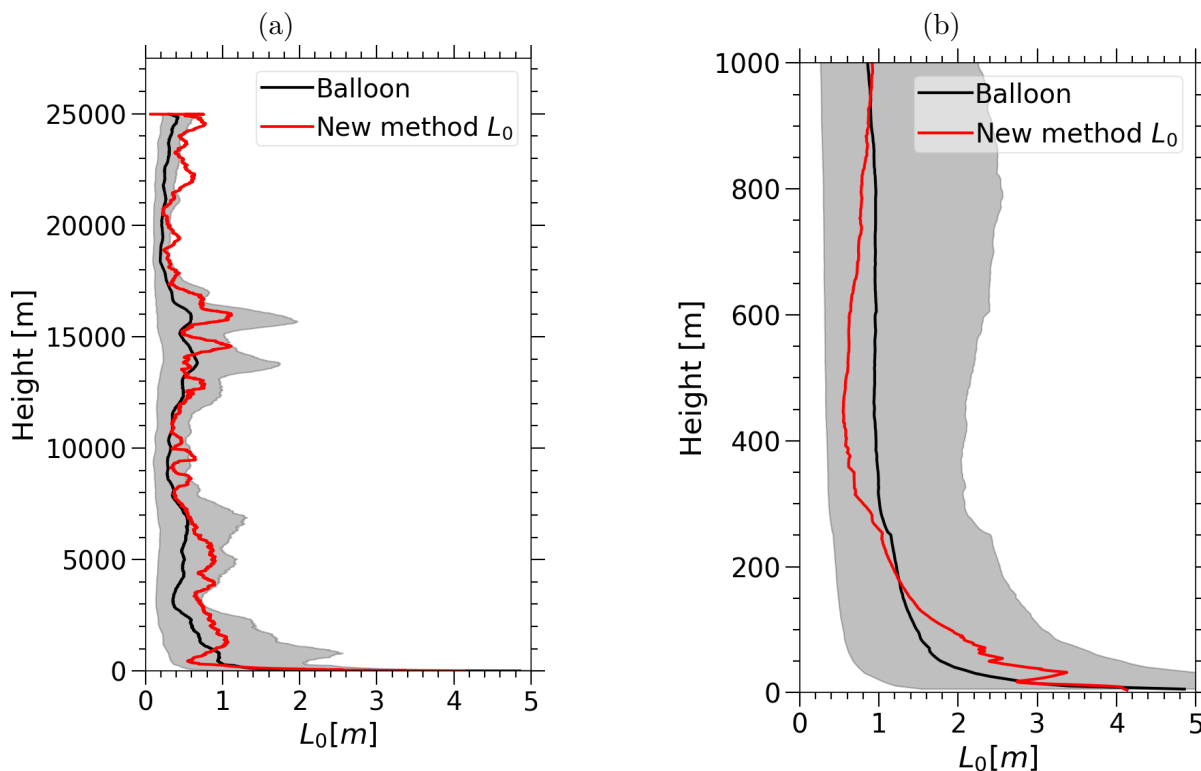 (a)
Balloon
New method L₀
25000
20000
15000
10000
5000
0
Height [m]
0 1 2 3 4 5
L₀[m]
(b)
Balloon
New method L₀
1000
800
600
400
200
0
Height [m]
0 1 2 3 4 5
L₀[m]